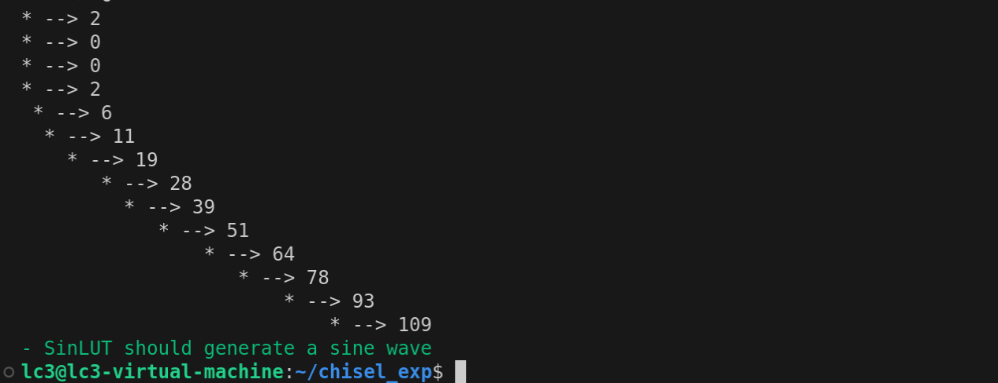 * --> 2
* --> 0
* --> 0
* --> 2
 * --> 6
  * --> 11
    * --> 19
       * --> 28
         * --> 39
            * --> 51
                * --> 64
                   * --> 78
                       * --> 93
                           * --> 109
- SinLUT should generate a sine wave
lc3@lc3-virtual-machine:~/chisel_exp$